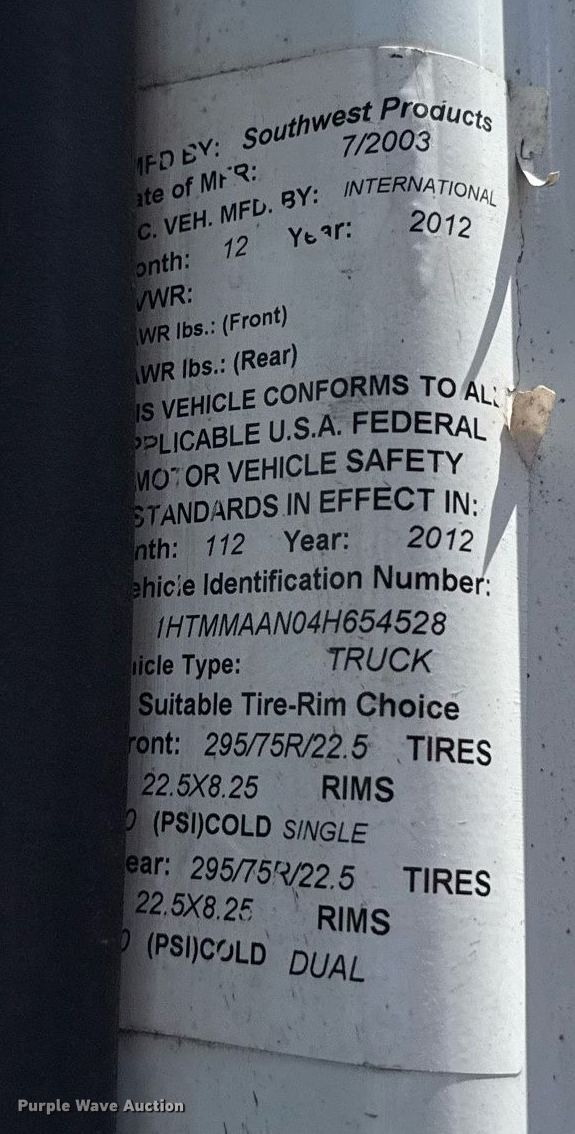 MFD BY: Southwest Products
ate of MFR: 7/2003
C. VEH. MFD. BY: INTERNATIONAL
onth: 12 Year: 2012
VWR:
WR lbs.: (Front)
AWR lbs.: (Rear)
IS VEHICLE CONFORMS TO ALL
PPLICABLE U.S.A. FEDERAL
MOTOR VEHICLE SAFETY
STANDARDS IN EFFECT IN:
nth: 112 Year: 2012
ehicle Identification Number:
1HTMMAAN04H654528
icle Type: TRUCK
Suitable Tire-Rim Choice
ront: 295/75R/22.5 TIRES
22.5X8.25 RIMS
(PSI)COLD SINGLE
ear: 295/75R/22.5 TIRES
22.5X8.25 RIMS
(PSI)COLD DUAL
Purple Wave Auction